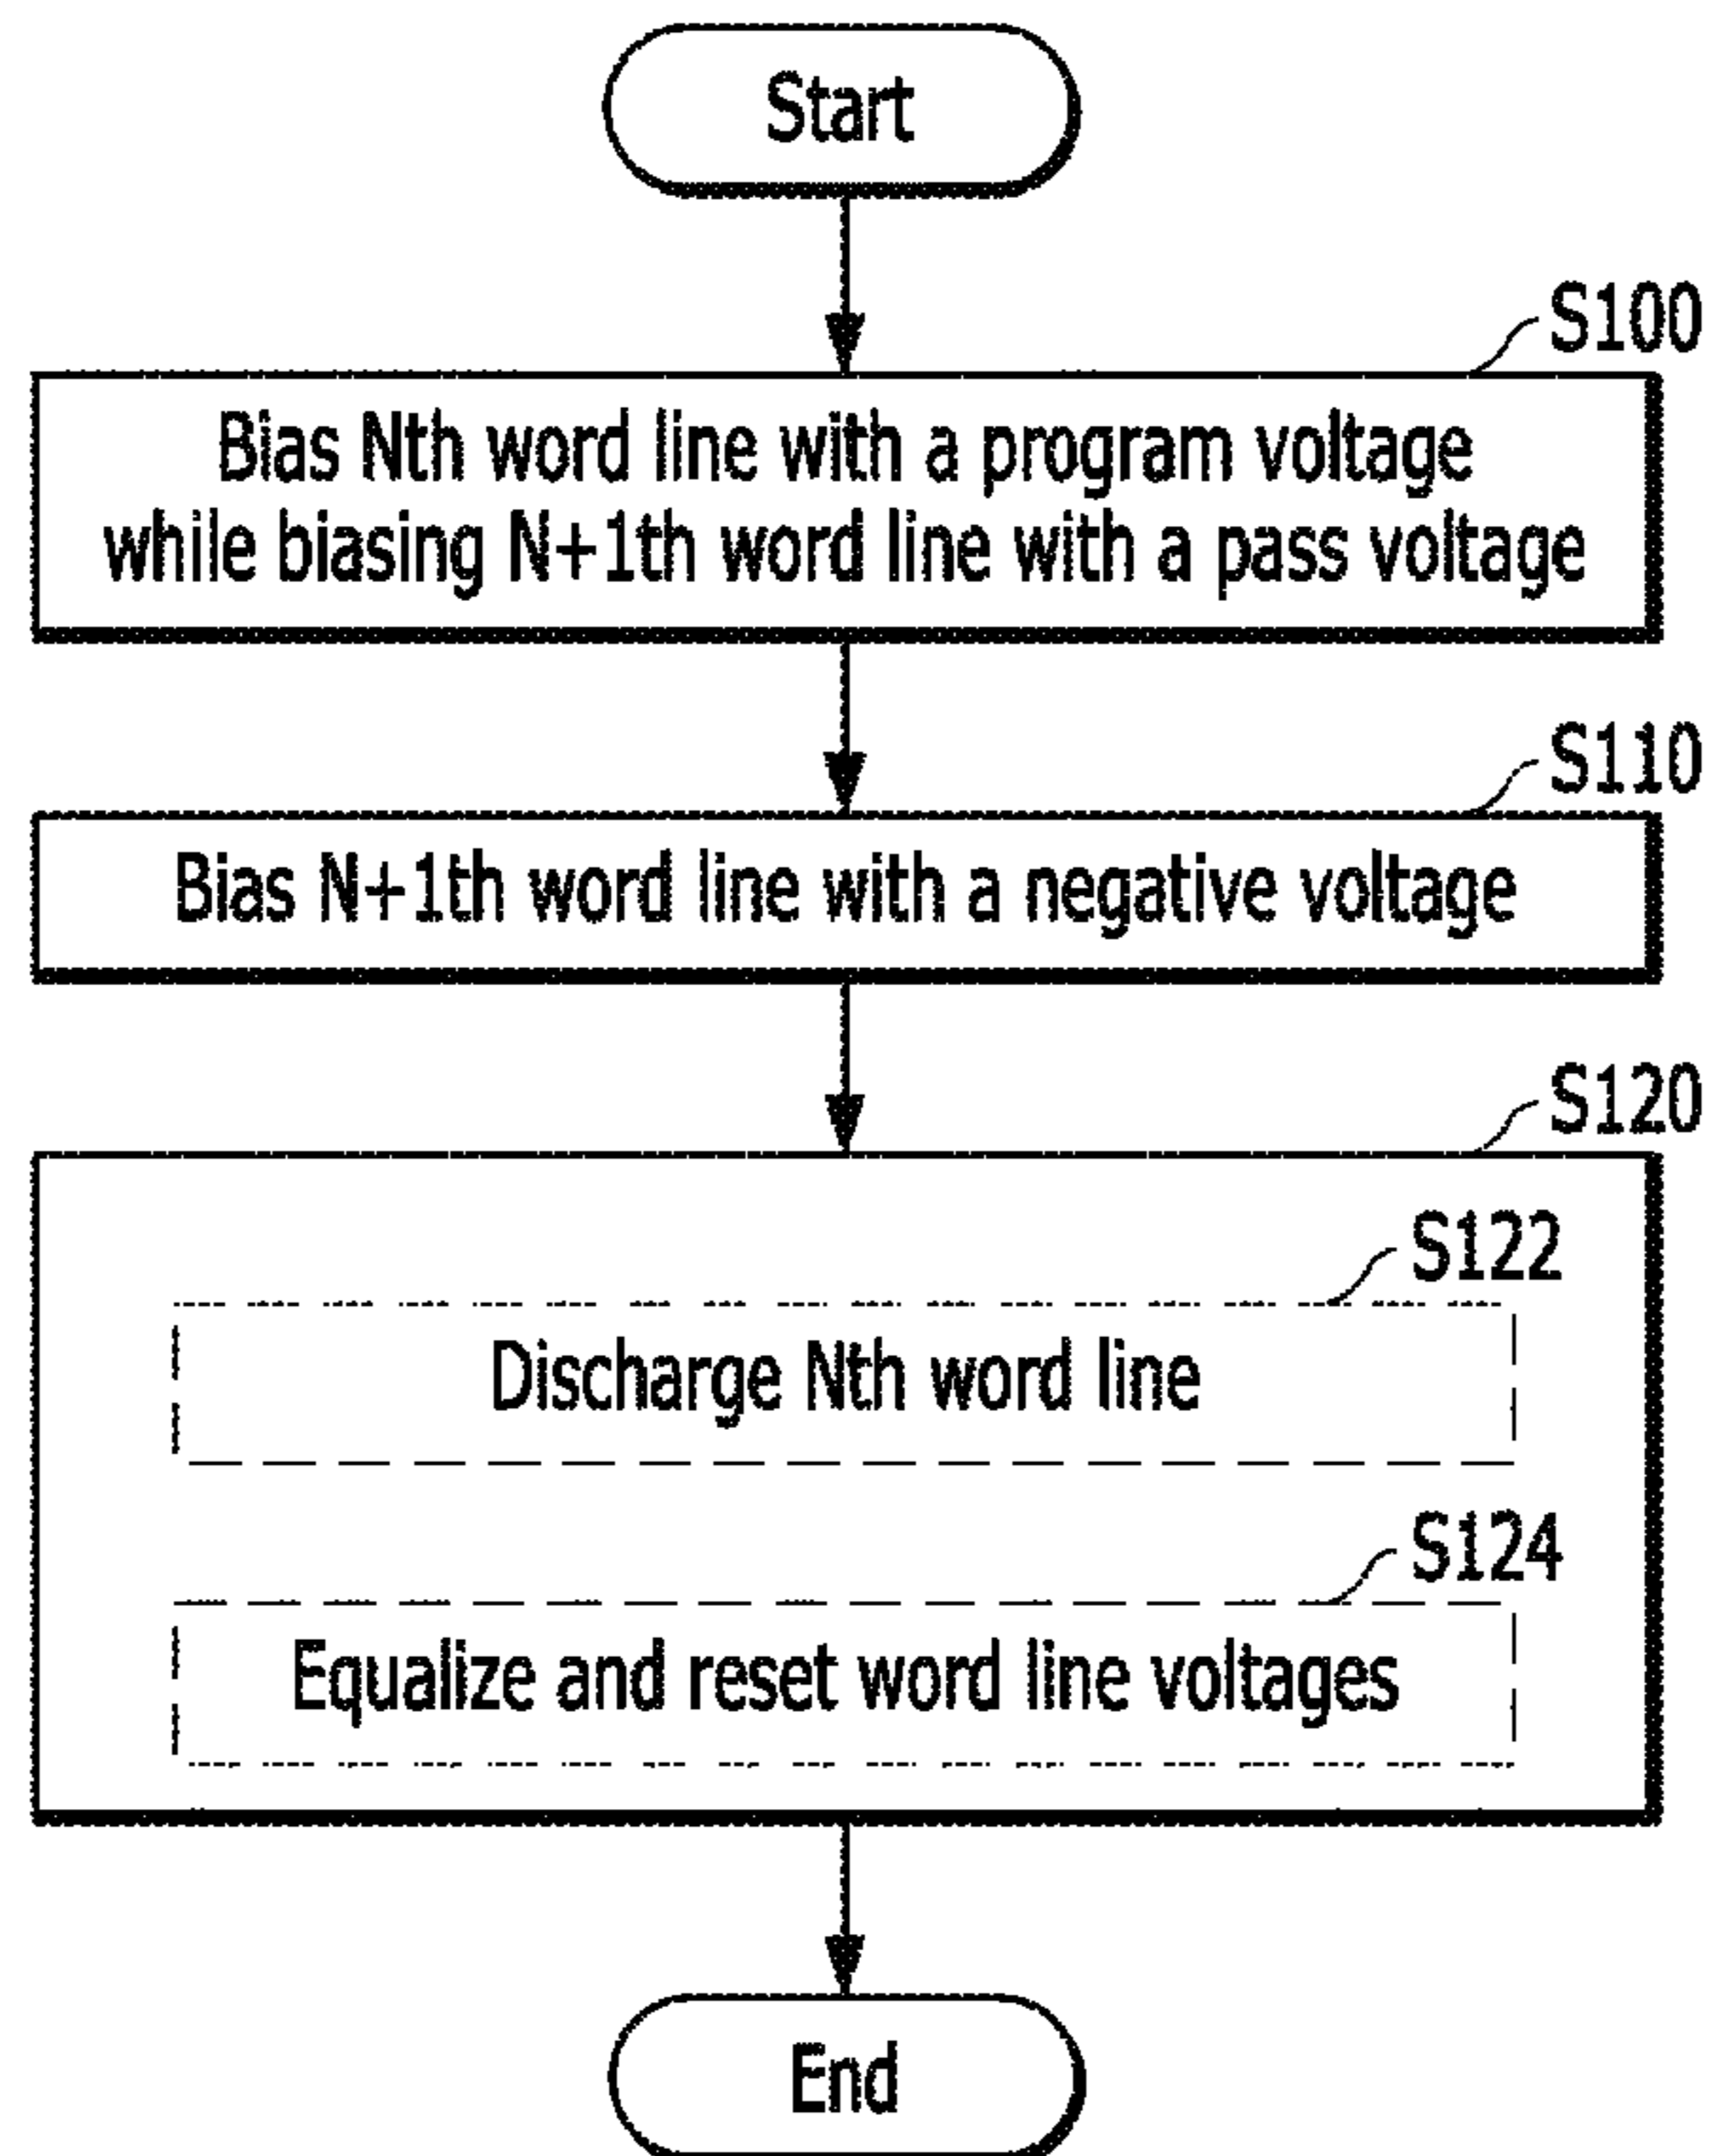 Start
S100
Bias Nth word line with a program voltage
while biasing N+1th word line with a pass voltage
S110
Bias N+1th word line with a negative voltage
S120
S122
Discharge Nth word line
S124
Equalize and reset word line voltages
End